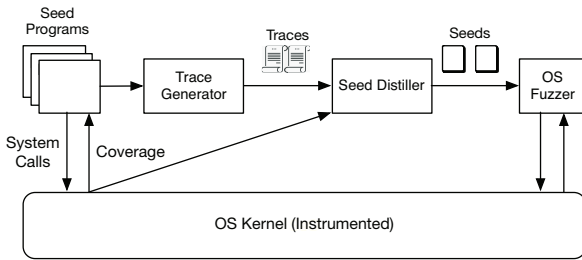 Seed
Programs
Traces
Seeds
Trace
Generator
Seed Distiller
OS
Fuzzer
System
Calls
Coverage
OS Kernel (Instrumented)